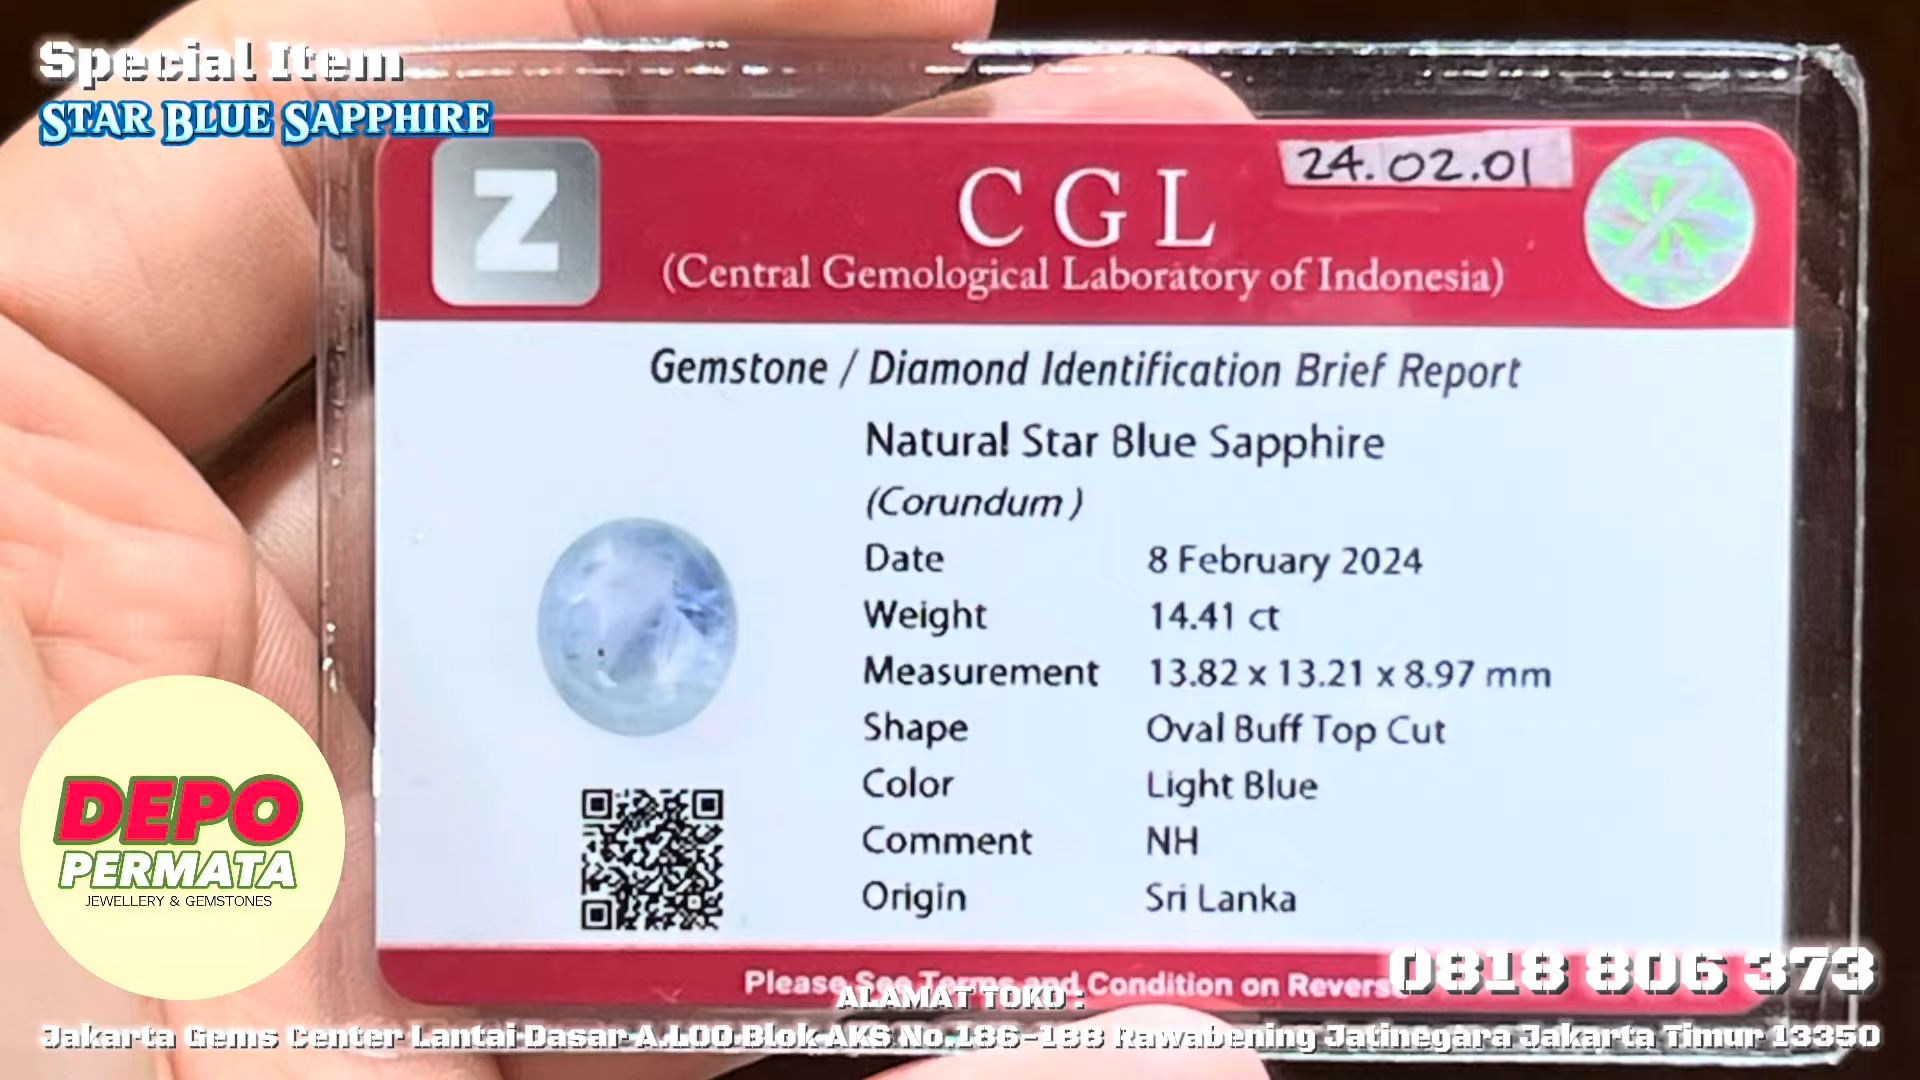 Special Item
STAR BLUE SAPPHIRE
Z
CGL
24.02.01
(Central Gemological Laboratory of Indonesia)
Gemstone / Diamond Identification Brief Report
Natural Star Blue Sapphire
(Corundum)
Date 8 February 2024
Weight 14.41 ct
Measurement 13.82 x 13.21 x 8.97 mm
Shape Oval Buff Top Cut
Color Light Blue
Comment NH
Origin Sri Lanka
DEPO
PERMATA
JEWELLERY & GEMSTONES
Please See Terms and Condition on Reverse
0818 806 373
ALAMAT TOKO :
Jakarta Gems Center Lantai Dasar A.LOO Blok AKS No.186-188 Rawabening Jatinegara Jakarta Timur 13350